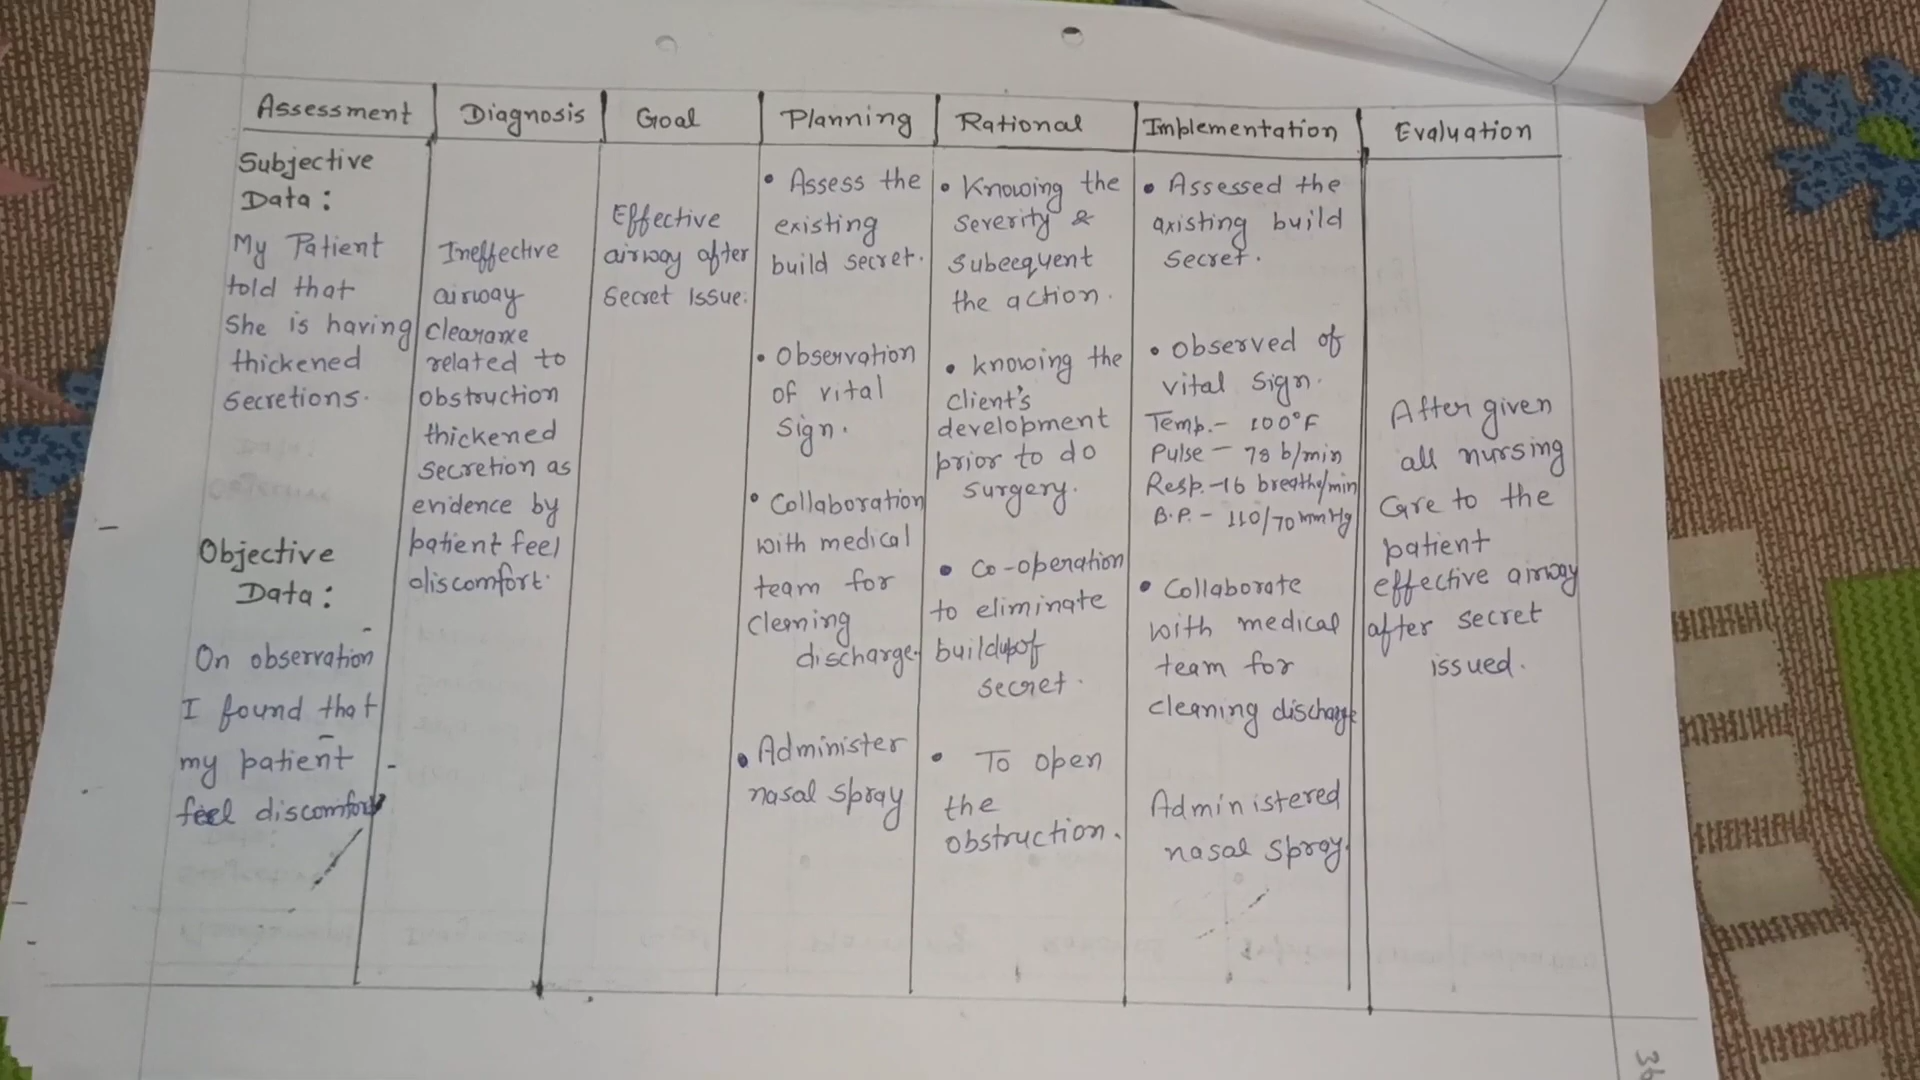 Assessment
Diagnosis
Goal
Planning
Rational
Implementation
Evaluation
Subjective
Data:
My Patient
told that
She is having
thickened
secretions.
Objective
Data:
On observation
I found that
my patient
feel discomfort
Ineffective
airway
clearance
related to
obstruction
thickened
secretion as
evidence by
patient feel
discomfort.
Effective
airway after
Secret Issue.
• Assess the
existing
build secret.
• Observation
of vital
Sign.
• Collaboration
with medical
team for
cleaning
discharge.
• Administer
nasal spray
• Knowing the
severity &
subeequent
the action.
• knowing the
client's
development
prior to do
surgery.
• Co-operation
to eliminate
buildupof
secret.
• To open
the
obstruction.
• Assessed the
axisting build
Secret.
• Observed of
vital sign.
Temp.- 100°F
Pulse - 78 b/min
Resp.-16 breathe/min
B.P. - 110/70 mmHg
• Collaborate
with medical
team for
cleaning discharge
Administered
nasal spray.
After given
all nursing
Care to the
patient
effective airway
after secret
issued.
36